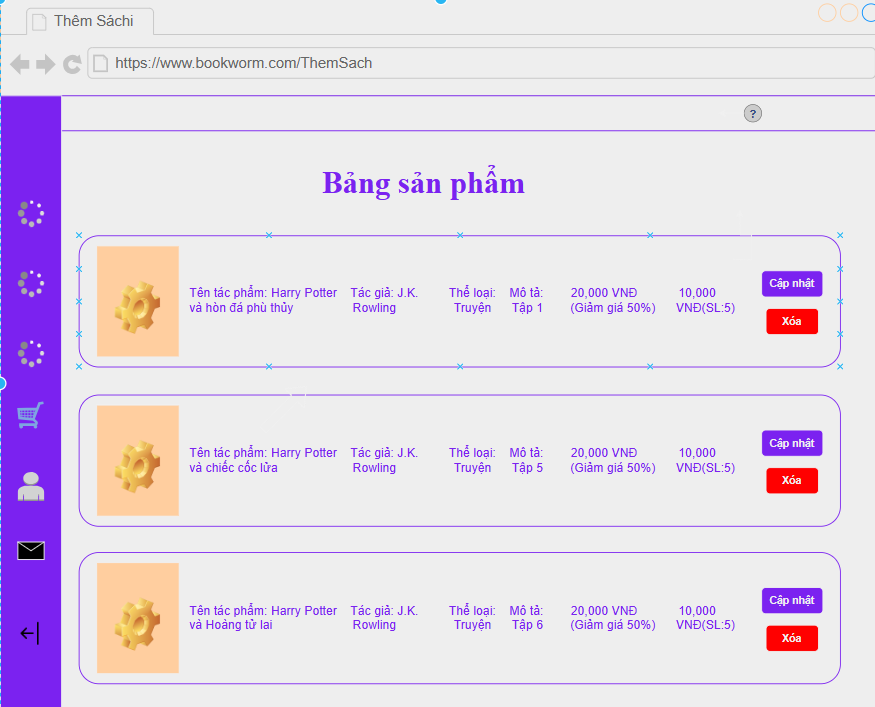 Thêm Sáchi
https://www.bookworm.com/ThemSach
?
Bảng sản phẩm
Tên tác phẩm: Harry Potter
và hòn đá phù thủy
Tác giả: J.K.
Rowling
Thể loại:
Truyện
Mô tả:
Tập 1
20,000 VNĐ
(Giảm giá 50%)
10,000
VNĐ(SL:5)
Cập nhật
Xóa
Tên tác phẩm: Harry Potter
và chiếc cốc lửa
Tác giả: J.K.
Rowling
Thể loại:
Truyện
Mô tả:
Tập 5
20,000 VNĐ
(Giảm giá 50%)
10,000
VNĐ(SL:5)
Cập nhật
Xóa
Tên tác phẩm: Harry Potter
và Hoàng tử lai
Tác giả: J.K.
Rowling
Thể loại:
Truyện
Mô tả:
Tập 6
20,000 VNĐ
(Giảm giá 50%)
10,000
VNĐ(SL:5)
Cập nhật
Xóa